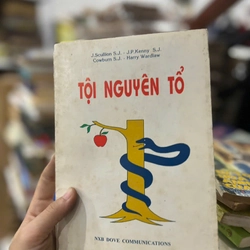 J.Scullion S.J. - J.P. Kenny S.J.
Cowburn S.J. - Harry Wardlaw
TỘI NGUYÊN TỔ
NXB DOVE COMMUNICATIONS